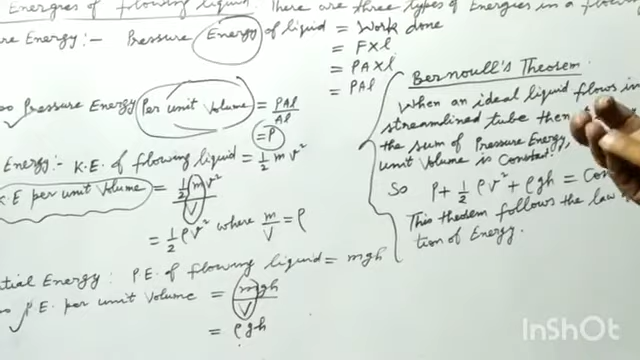 Energies of flowing liquid. There are three types of Energies in a flowing
re Energy:- Pressure Energy of liquid = Work done
= F×l
= PA×l
= PAl
Pressure Energy Per unit Volume = PAl/Al
= P
Energy:- K.E. of flowing liquid = 1/2 mv²
K.E per unit Volume = 1/2 mv²/V
= 1/2 ρv² where m/V = ρ
tial Energy: P.E. of flowing liquid = mgh
P.E. per unit Volume = mgh/V
= ρgh
Bernoull's Theorem
When an ideal liquid flows in
streamlined tube then
the sum of Pressure Energy,
unit Volume is Constant.
So P + 1/2 ρv² + ρgh = Con
This theorem follows the law
tion of Energy.
InShOt